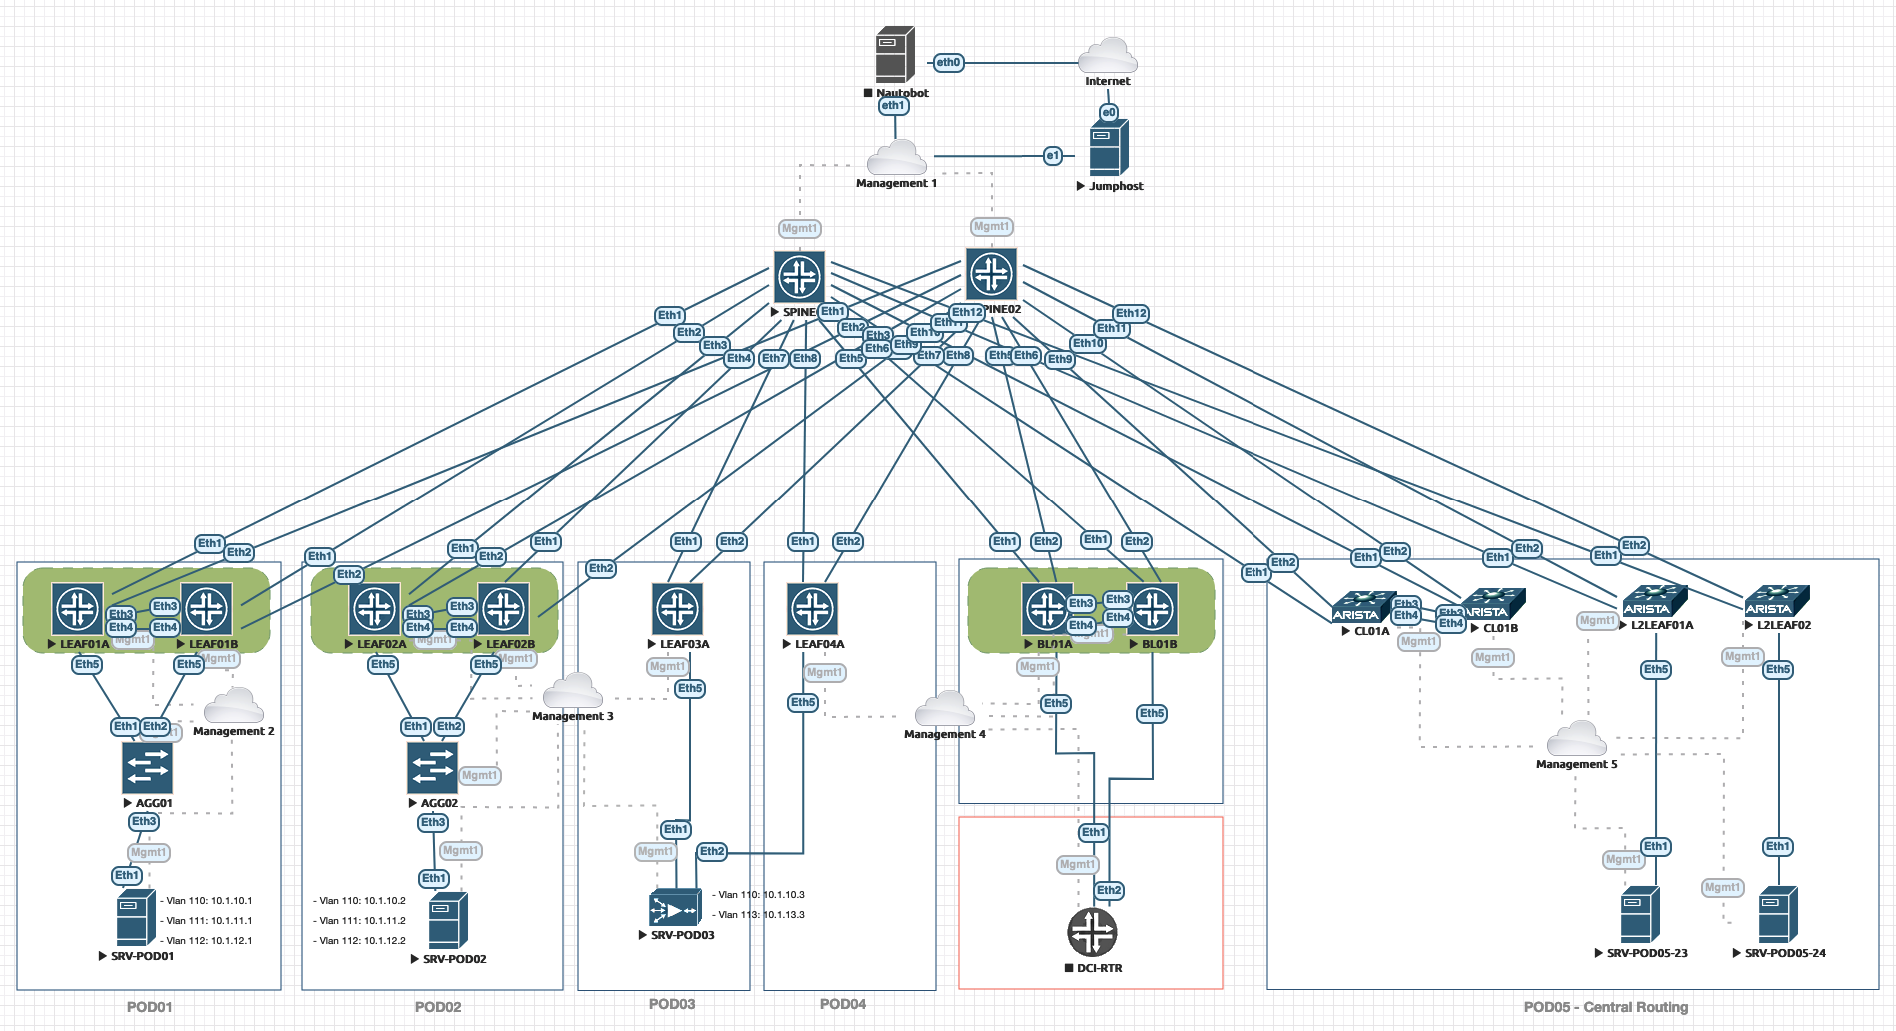 eth0
Internet
Nautobot
eth1
e0
e1
Management 1
Jumphost
Mgmt1
Mgmt1
SPINE
PINE02
Eth1
Eth2
Eth3
Eth4
Eth7
Eth8
Eth1
Eth2
Eth3
Eth6
Eth5
Eth9
Eth12
Eth7
Eth8
Eth5
Eth6
Eth9
Eth10
Eth11
Eth12
Eth1
Eth2
Eth1
Eth2
Eth1
Eth2
Eth1
Eth2
Eth1
Eth2
Eth1
Eth2
Eth1
Eth2
Eth1
Eth2
Eth1
Eth2
Eth1
Eth2
Eth1
Eth2
Eth1
Eth2
Eth3
Eth3
Eth4
Eth4
Mgmt1
LEAF01A
LEAF01B
Eth5
Eth5
Mgmt1
Management 2
Eth1
Eth2
AGG01
Eth3
Mgmt1
Eth1
- Vlan 110: 10.1.10.1
- Vlan 111: 10.1.11.1
- Vlan 112: 10.1.12.1
SRV-POD01
POD01
Eth3
Eth3
Eth4
Eth4
Mgmt1
LEAF02A
LEAF02B
Eth5
Eth5
Mgmt1
Management 3
Eth1
Eth2
Mgmt1
AGG02
Eth3
Mgmt1
Eth1
- Vlan 110: 10.1.10.2
- Vlan 111: 10.1.11.2
- Vlan 112: 10.1.12.2
SRV-POD02
POD02
LEAF03A
Mgmt1
Eth5
Eth1
Mgmt1
Eth2
- Vlan 110: 10.1.10.3
- Vlan 113: 10.1.13.3
SRV-POD03
POD03
LEAF04A
Mgmt1
Eth5
POD04
Eth3
Eth3
Eth4
Eth4
BL01A
BL01B
Mgmt1
Eth5
Eth5
Management 4
Eth1
Mgmt1
Eth2
DCI-RTR
ARISTA
Eth3
Eth4
Eth3
Eth4
ARISTA
CL01A
CL01B
Mgmt1
Mgmt1
ARISTA
Mgmt1
L2LEAF01A
ARISTA
L2LEAF02
Mgmt1
Eth5
Eth5
Management 5
Eth1
Mgmt1
Eth1
Mgmt1
SRV-POD05-23
SRV-POD05-24
POD05 - Central Routing